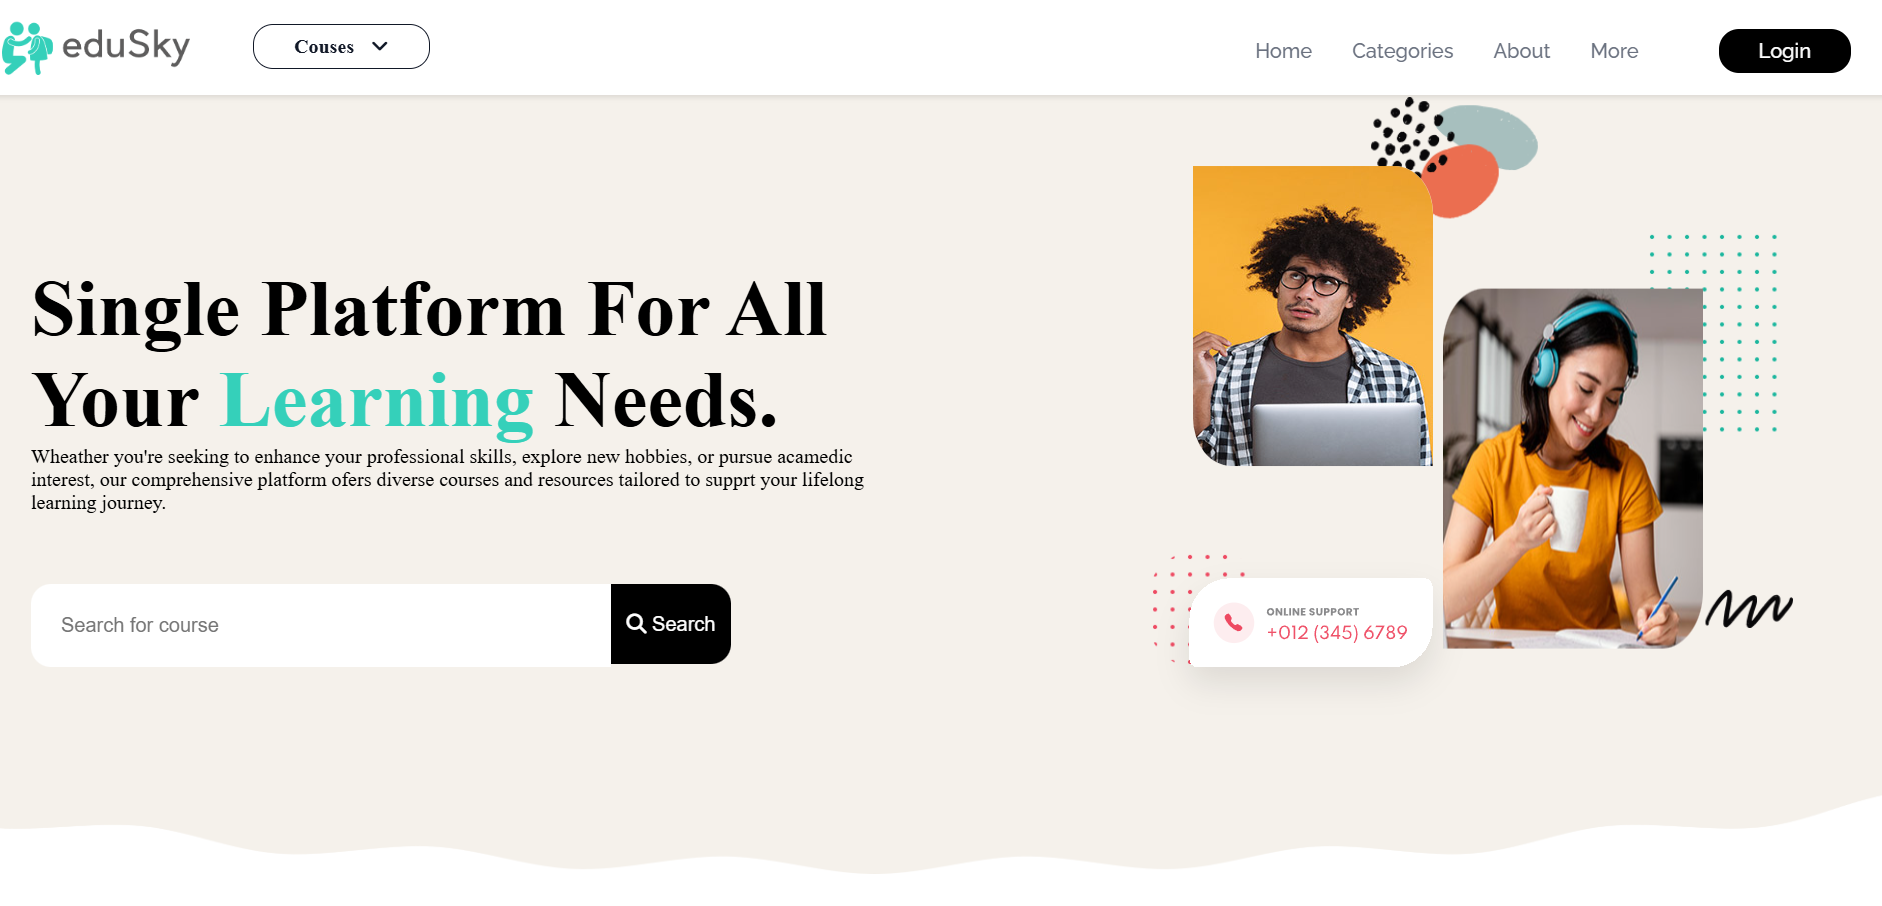 eduSky
Couses
Home
Categories
About
More
Login
Single Platform For All
Your Learning Needs.
Wheather you're seeking to enhance your professional skills, explore new hobbies, or pursue acamedic
interest, our comprehensive platform ofers diverse courses and resources tailored to supprt your lifelong
learning journey.
Search for course
Search
ONLINE SUPPORT
+012 (345) 6789